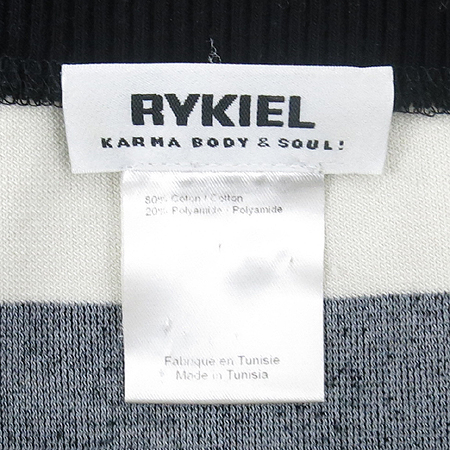 RYKIEL
KARMA BODY & SOUL!
80% Coton / Cotton
20% Polyamide - Polyamide
Fabriqué en Tunisie
Made in Tunisia